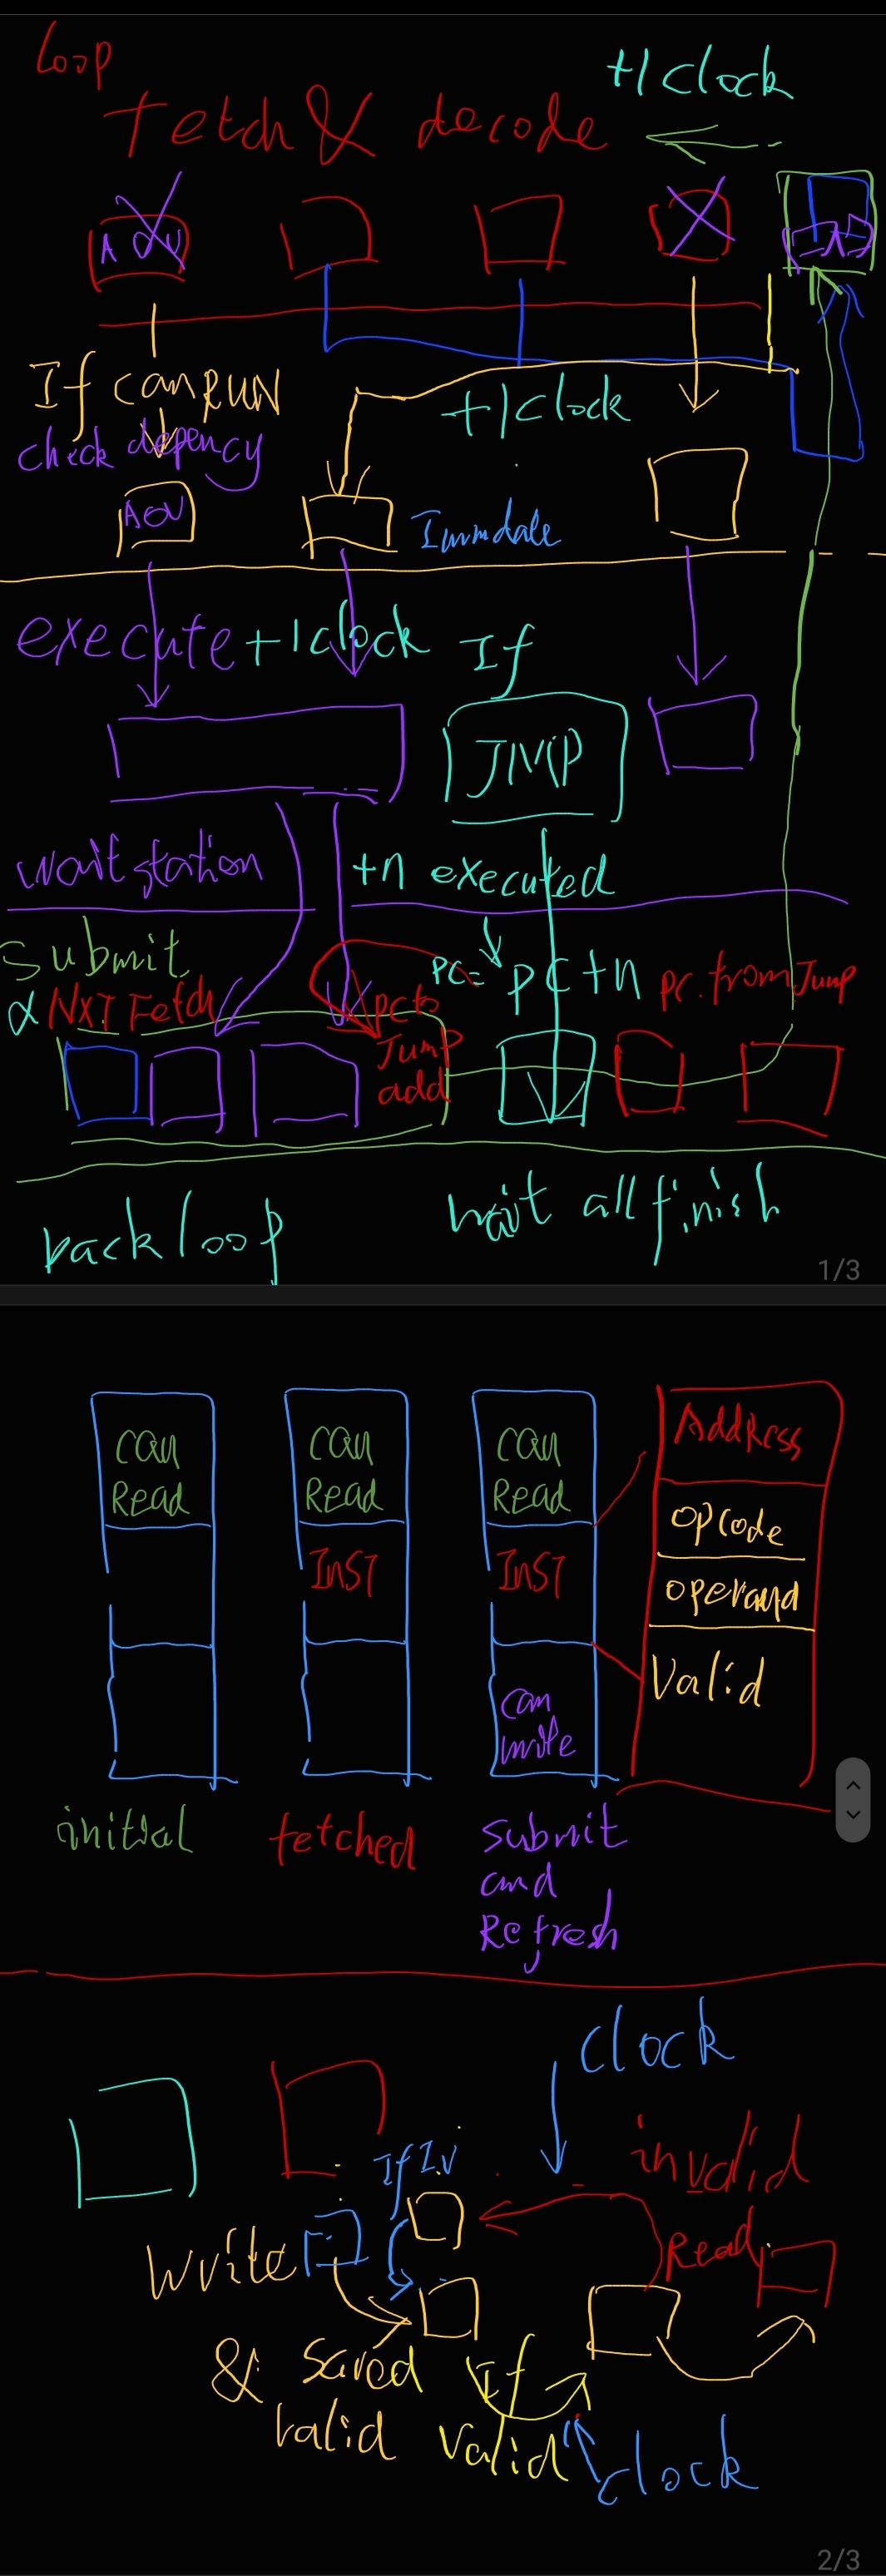 Loop
+1 Clock
Fetch & decode
If can RUN
+1 Clock
check depency
execute +1 clock If
JMP
wait station
+n executed
submit
& NXT Fetch
PC= PC+n
PC from Jump
PC to
Jump
add
back loop
wait all finish
1/3
can
Read
can
Read
can
Read
Address
INST
INST
opcode
operand
Valid
can
write
initial
fetched
submit
and
Refresh
Clock
invalid
If Iv
Read
Write
& saved
valid
If
valid
clock
2/3